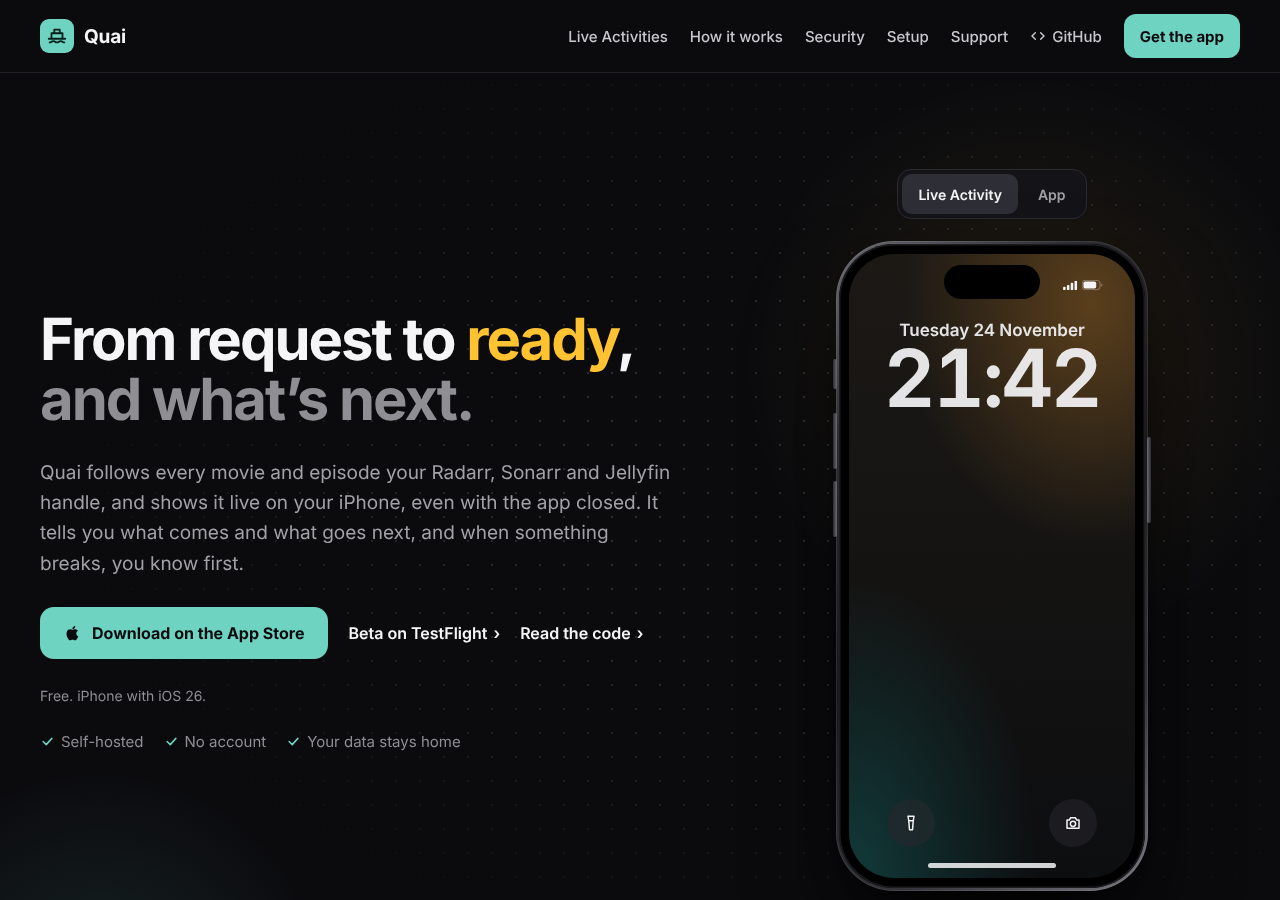 Quai
Live Activities
How it works
Security
Setup
Support
GitHub
Get the app
From request to ready,
and what’s next.
Quai follows every movie and episode your Radarr, Sonarr and Jellyfin
handle, and shows it live on your iPhone, even with the app closed. It
tells you what comes and what goes next, and when something
breaks, you know first.
Download on the App Store
Beta on TestFlight ›
Read the code ›
Free. iPhone with iOS 26.
Self-hosted
No account
Your data stays home
Live Activity
App
Tuesday 24 November
21:42